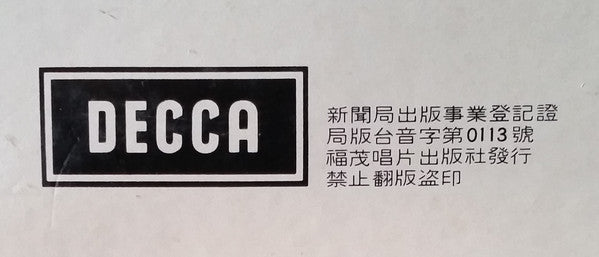 DECCA
新聞局出版事業登記證
局版台音字第0113號
福茂唱片出版社發行
禁止翻版盗印